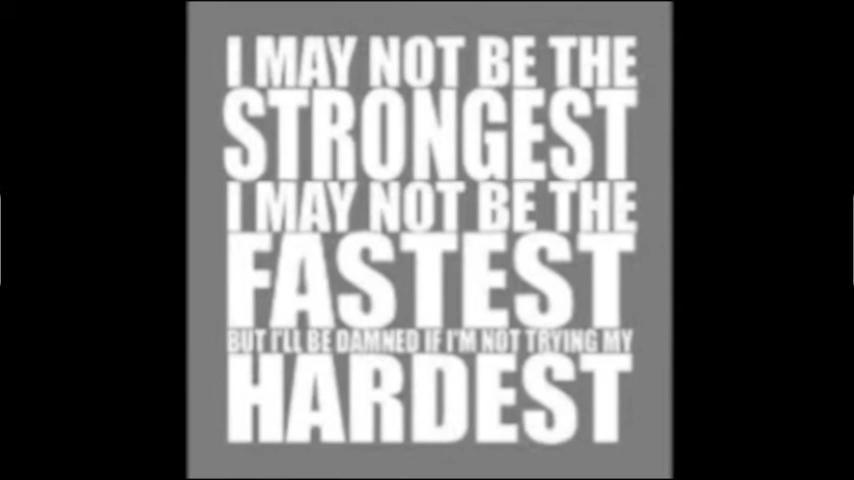 I MAY NOT BE THE
STRONGEST
I MAY NOT BE THE
FASTEST
BUT I'LL BE DAMNED IF I'M NOT TRYING MY
HARDEST